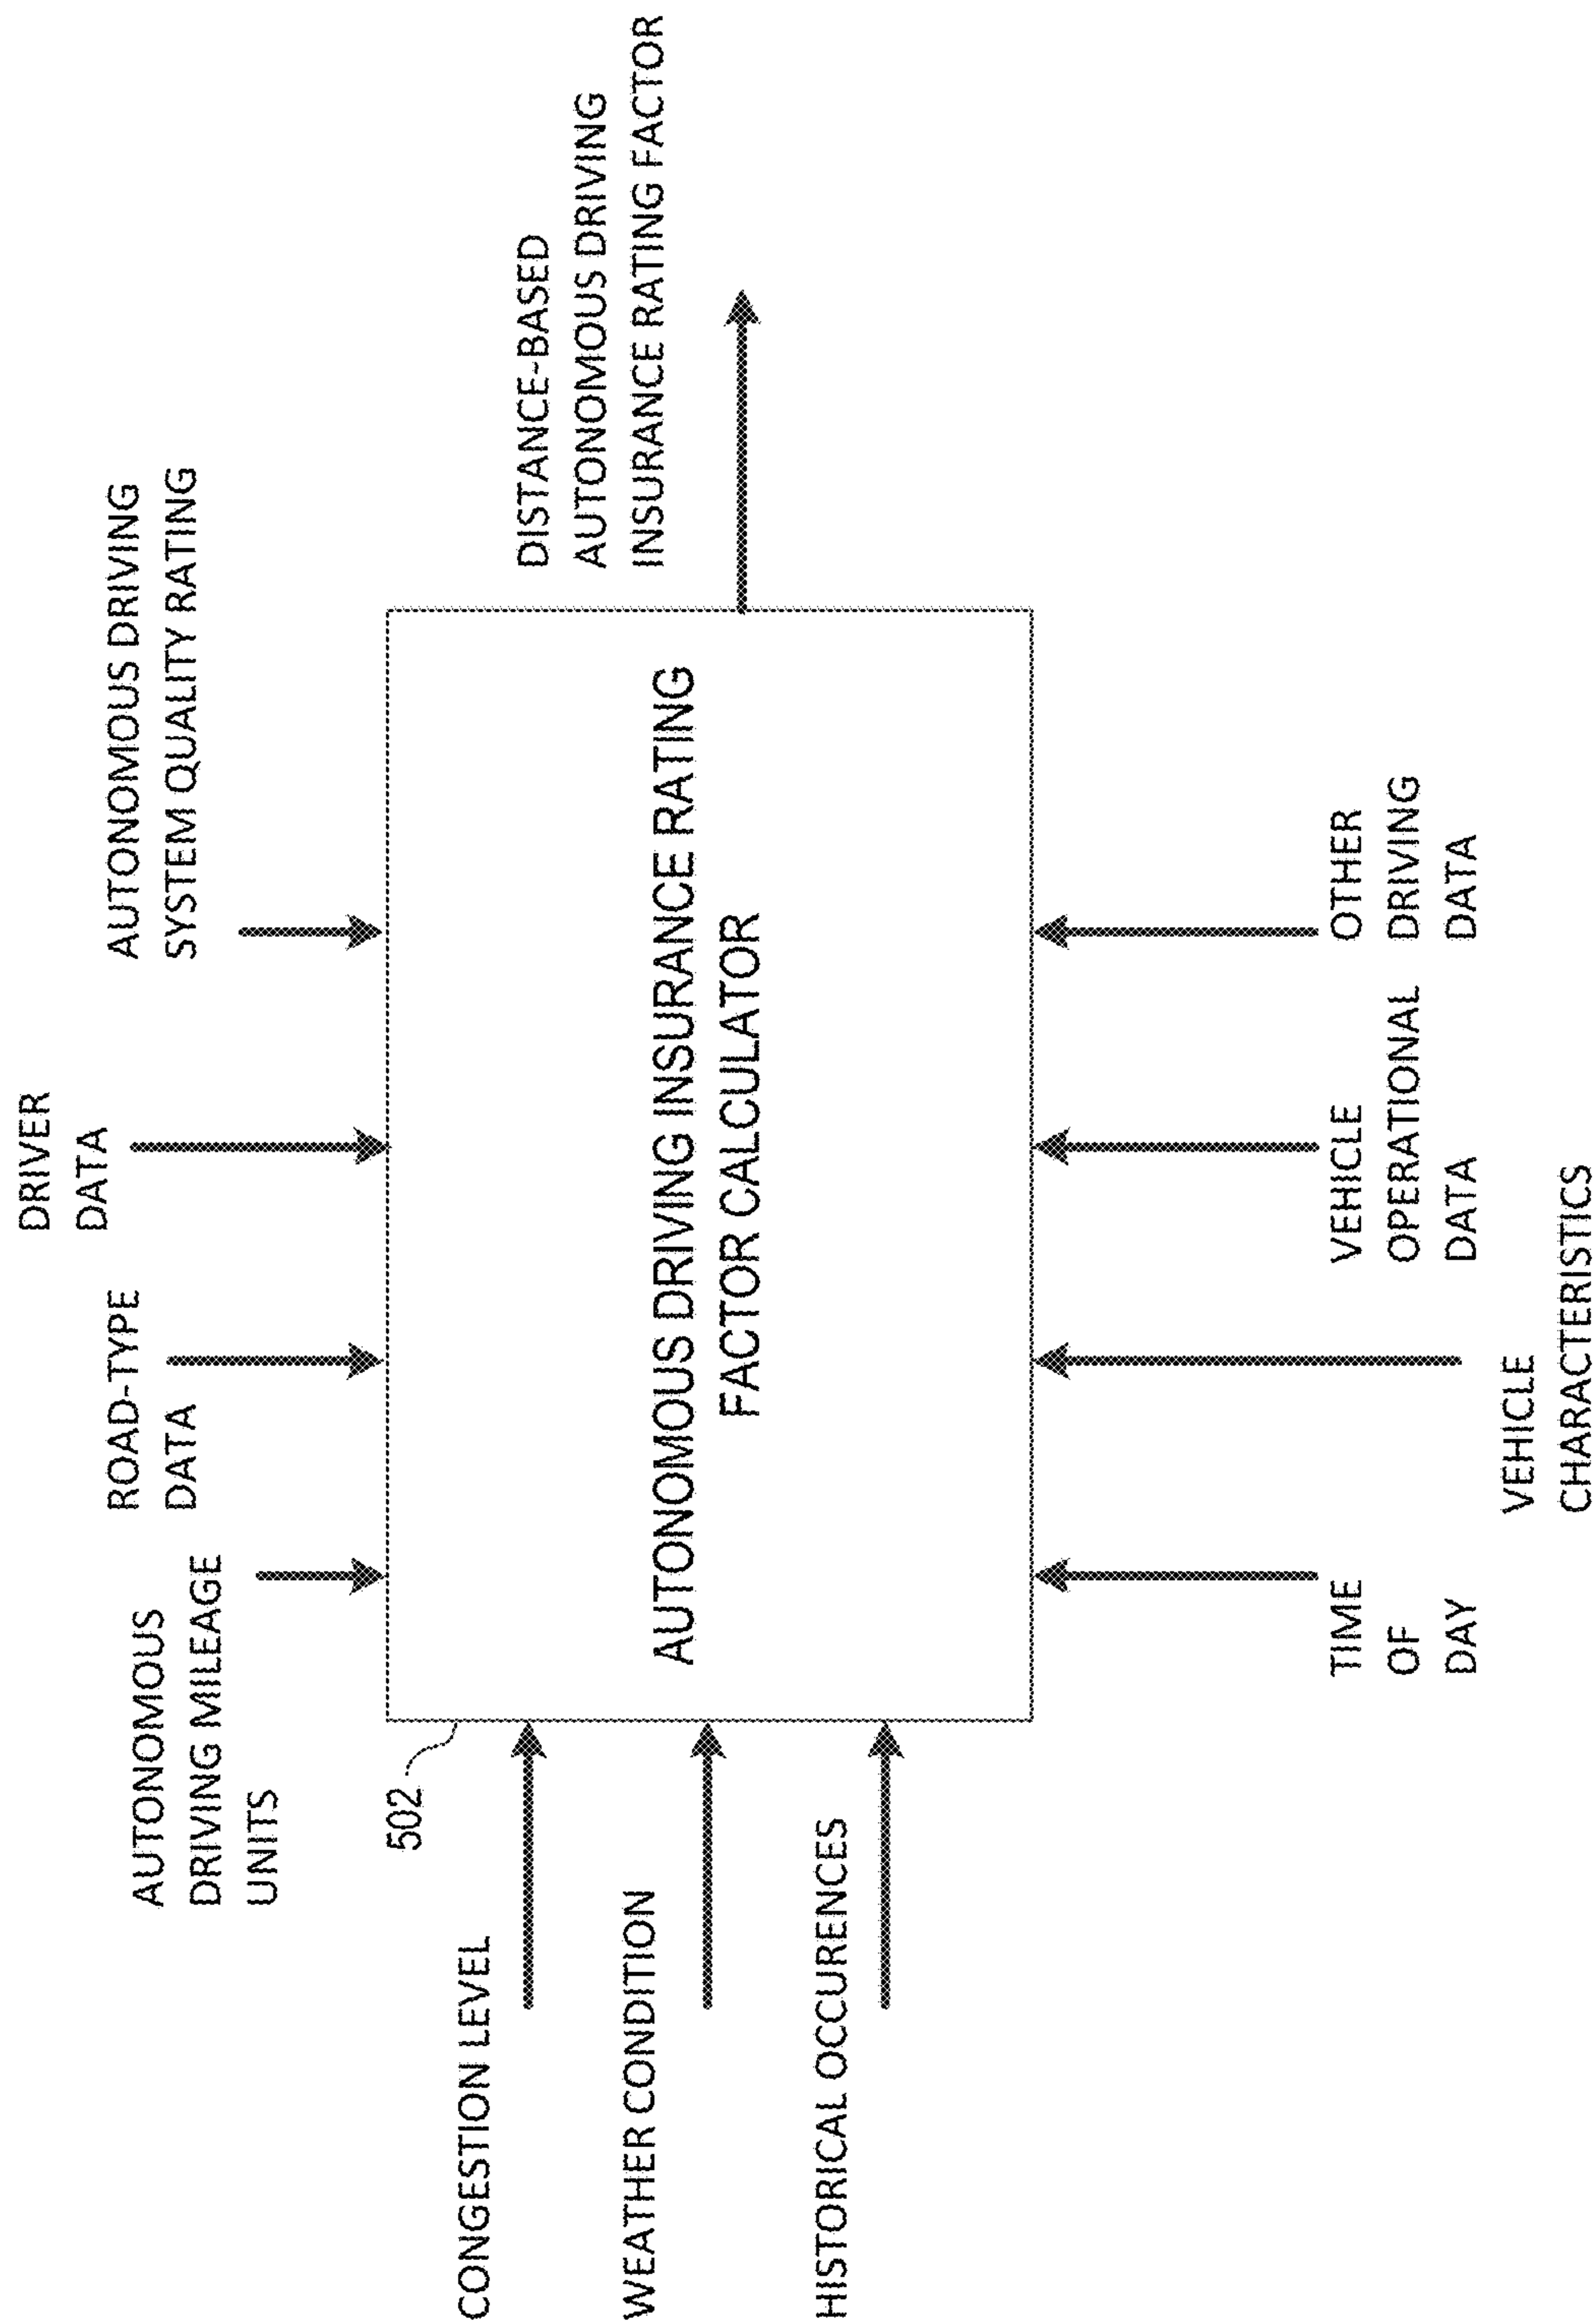 AUTONOMOUS
DRIVING MILEAGE
UNITS
ROAD-TYPE
DATA
DRIVER
DATA
AUTONOMOUS DRIVING
SYSTEM QUALITY RATING
502
CONGESTION LEVEL
WEATHER CONDITION
HISTORICAL OCCURENCES
AUTONOMOUS DRIVING INSURANCE RATING
FACTOR CALCULATOR
DISTANCE-BASED
AUTONOMOUS DRIVING
INSURANCE RATING FACTOR
TIME
OF
DAY
VEHICLE
CHARACTERISTICS
VEHICLE
OPERATIONAL
DATA
OTHER
DRIVING
DATA